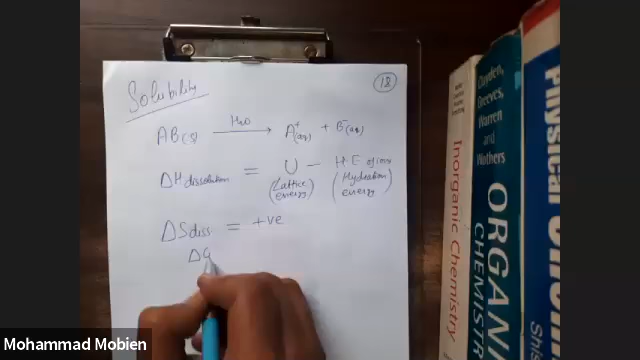 Solubility
18
AB(s) H₂O → A⁺(aq) + B⁻(aq)
ΔH dissolution = U − H E of ions
(Lattice energy) (Hydration energy)
ΔS diss = +ve
ΔG
Inorganic Chemistry
Clayden, Greeves, Warren and Wothers
ORGANIC CHEMISTRY
Physical
Mohammad Mobien